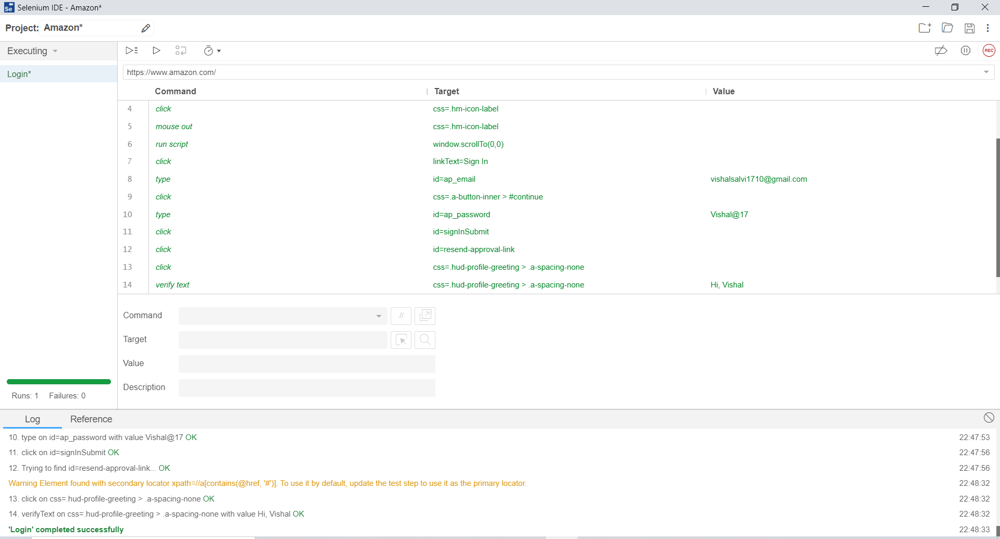 Se Selenium IDE - Amazon*
Project: Amazon*
Executing
REC
Login*
https://www.amazon.com/
Command Target Value
4 click css=.hm-icon-label
5 mouse out css=.hm-icon-label
6 run script window.scrollTo(0,0)
7 click linkText=Sign In
8 type id=ap_email vishalsalvi1710@gmail.com
9 click css=.a-button-inner > #continue
10 type id=ap_password Vishal@17
11 click id=signInSubmit
12 click id=resend-approval-link
13 click css=.hud-profile-greeting > .a-spacing-none
14 verify text css=.hud-profile-greeting > .a-spacing-none Hi, Vishal
Command //
Target
Value
Description
Runs: 1 Failures: 0
Log Reference
10. type on id=ap_password with value Vishal@17 OK 22:47:53
11. click on id=signInSubmit OK 22:47:56
12. Trying to find id=resend-approval-link... OK 22:47:56
Warning Element found with secondary locator xpath=//a[contains(@href, '#')]. To use it by default, update the test step to use it as the primary locator. 22:48:32
13. click on css=.hud-profile-greeting > .a-spacing-none OK 22:48:32
14. verifyText on css=.hud-profile-greeting > .a-spacing-none with value Hi, Vishal OK 22:48:32
'Login' completed successfully 22:48:33